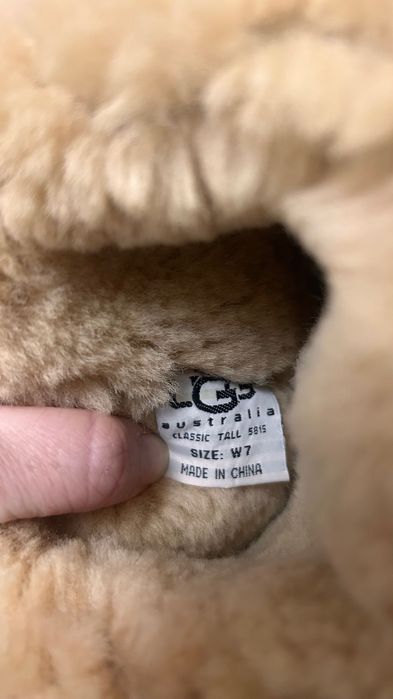 UGG
australia
CLASSIC TALL 5815
SIZE: W7
MADE IN CHINA